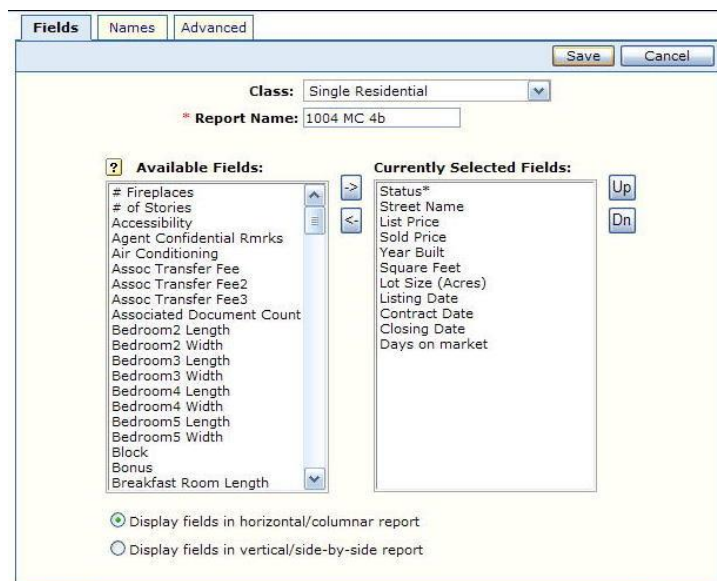 Fields Names Advanced
Save Cancel
Class: Single Residential
* Report Name: 1004 MC 4b
? Available Fields: -> Currently Selected Fields: Up
# Fireplaces
# of Stories
Accessibility
Agent Confidential Rmrks
Air Conditioning
Assoc Transfer Fee
Assoc Transfer Fee2
Assoc Transfer Fee3
Associated Document Count
Bedroom2 Length
Bedroom2 Width
Bedroom3 Length
Bedroom3 Width
Bedroom4 Length
Bedroom4 Width
Bedroom5 Length
Bedroom5 Width
Block
Bonus
Breakfast Room Length
<-
Status*
Street Name
List Price
Sold Price
Year Built
Square Feet
Lot Size (Acres)
Listing Date
Contract Date
Closing Date
Days on market
Dn
Display fields in horizontal/columnar report
Display fields in vertical/side-by-side report